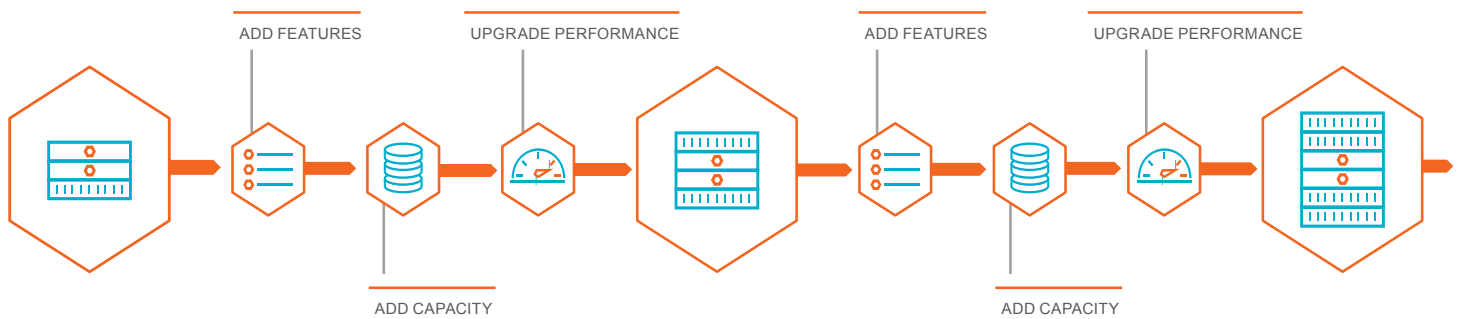 ADD FEATURES
UPGRADE PERFORMANCE
ADD FEATURES
UPGRADE PERFORMANCE
ADD CAPACITY
ADD CAPACITY